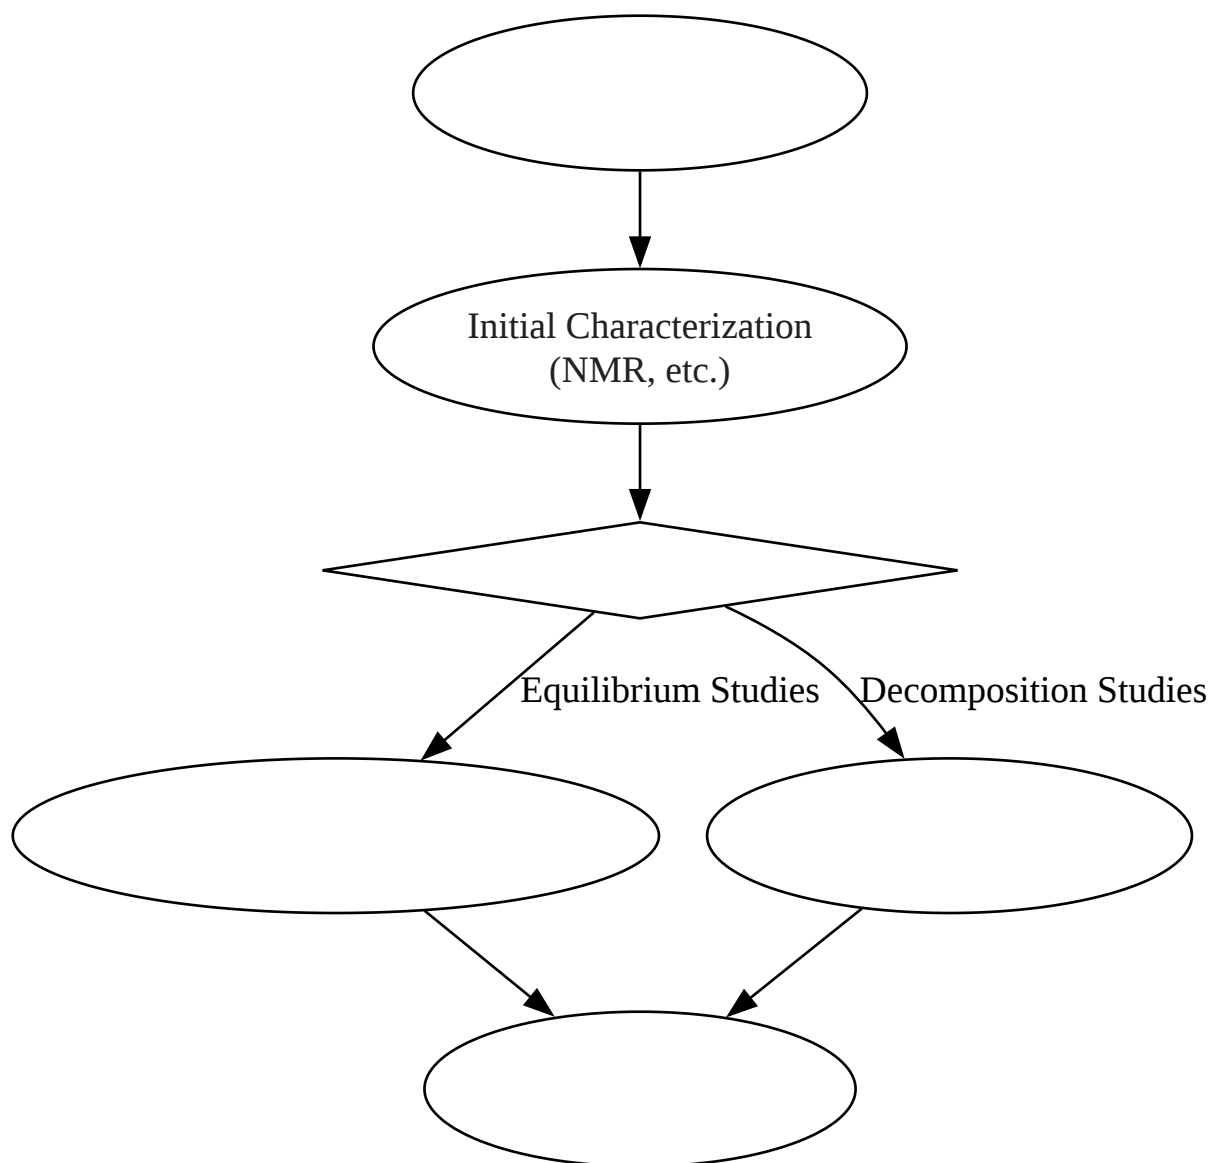 Initial Characterization
(NMR, etc.)
Equilibrium Studies
Decomposition Studies